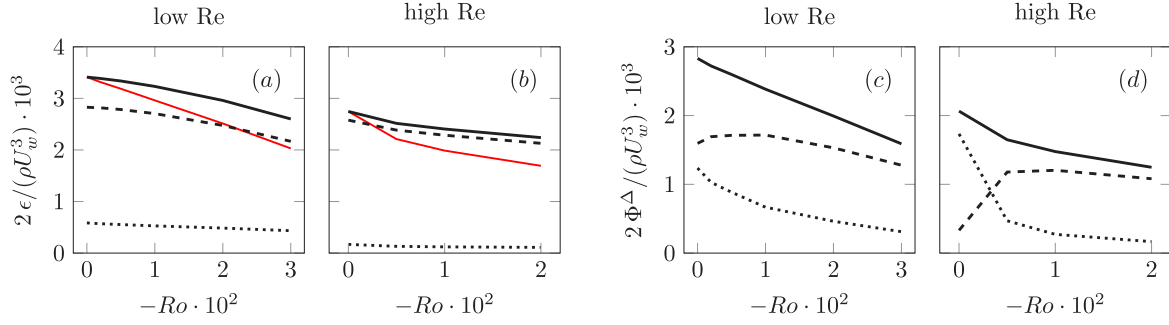 low Re
high Re
low Re
high Re
2 ϵ/(ρU_w^3) · 10^3
4
3
2
1
0
(a)
0
1
2
3
−Ro · 10^2
(b)
0
1
2
−Ro · 10^2
2 Φ^Δ/(ρU_w^3) · 10^3
3
2
1
0
(c)
0
1
2
3
−Ro · 10^2
(d)
0
1
2
−Ro · 10^2